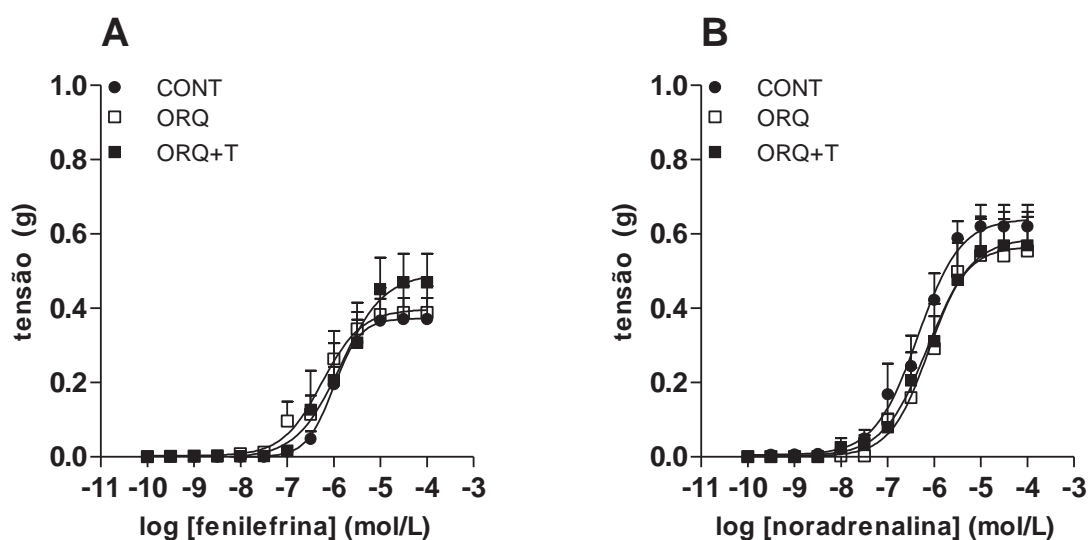 A
1.0
CONT
ORQ
ORQ+T
0.8
0.6
0.4
0.2
0.0
tensão (g)
-11 -10 -9 -8 -7 -6 -5 -4 -3
log [fenilefrina] (mol/L)
B
1.0
CONT
ORQ
ORQ+T
0.8
0.6
0.4
0.2
0.0
tensão (g)
-11 -10 -9 -8 -7 -6 -5 -4 -3
log [noradrenalina] (mol/L)